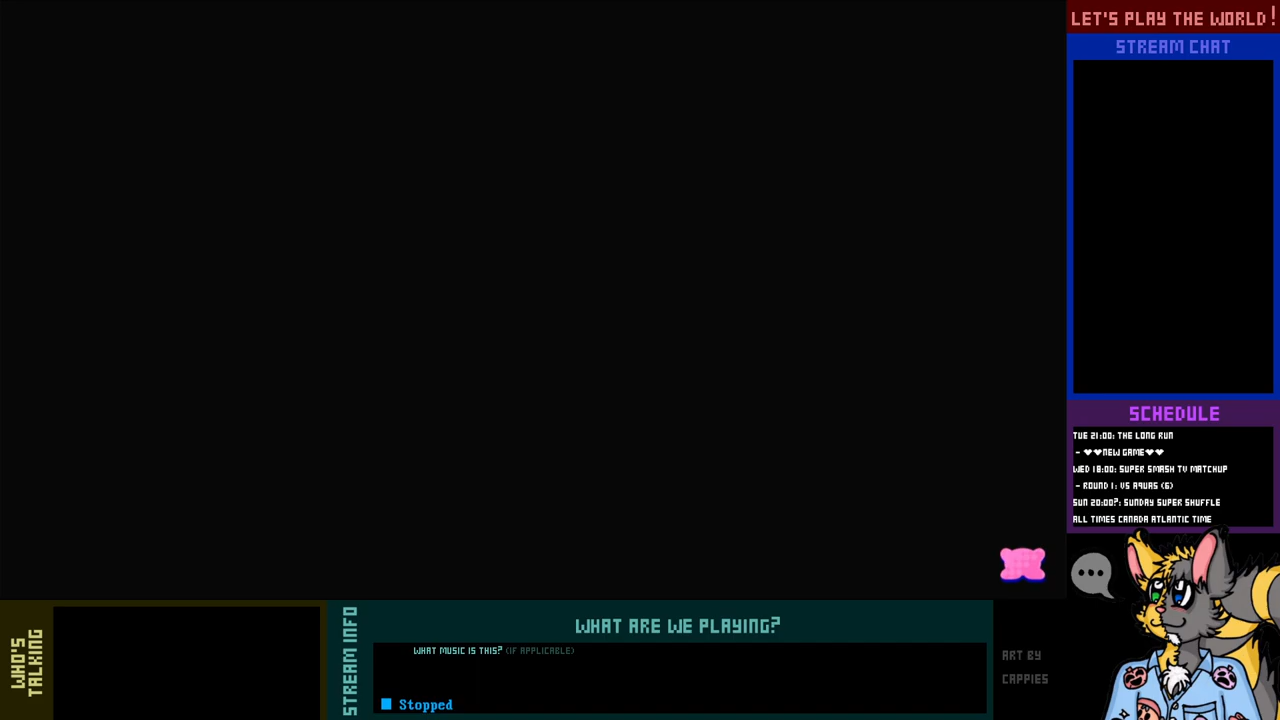 LET'S PLAY THE WORLD!
STREAM CHAT
SCHEDULE
TUE 21:00: THE LONG RUN
- ♥♥NEW GAME♥♥
WED 18:00: SUPER SMASH TV MATCHUP
- ROUND 1: VS AQUAS (6)
SUN 20:00?: SUNDAY SUPER SHUFFLE
ALL TIMES CANADA ATLANTIC TIME
WHO'S
TALKING
STREAM INFO
WHAT ARE WE PLAYING?
WHAT MUSIC IS THIS? (IF APPLICABLE)
Stopped
ART BY
CAPPIES